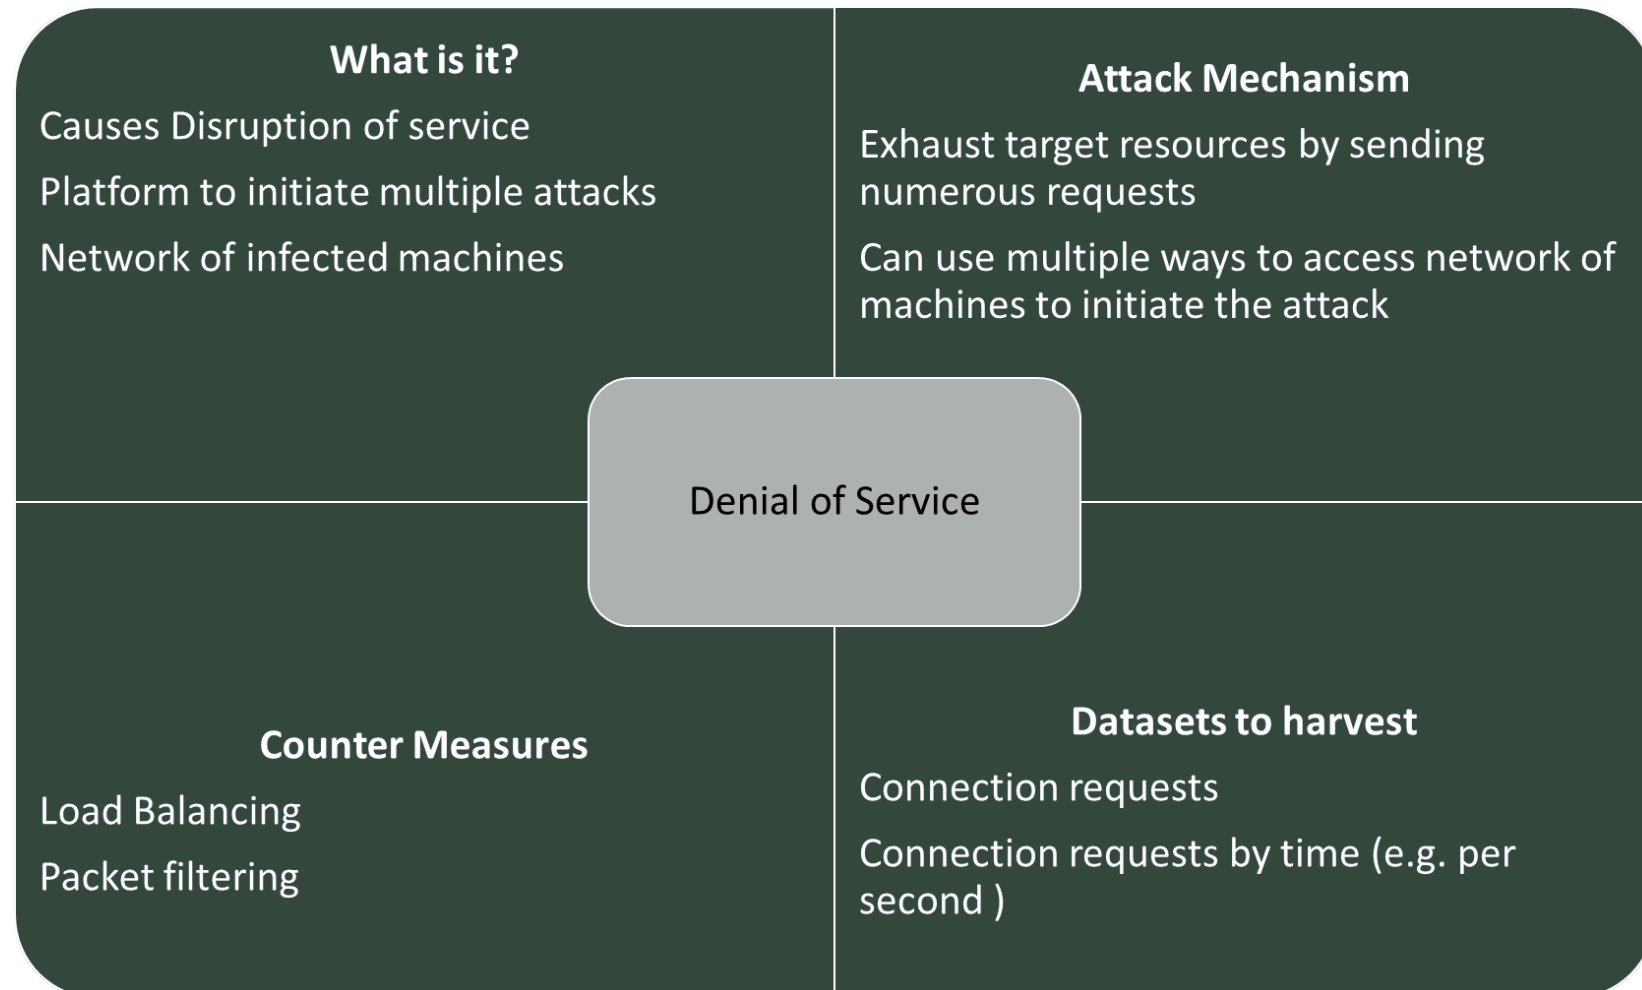 What is it?
Causes Disruption of service
Platform to initiate multiple attacks
Network of infected machines
Attack Mechanism
Exhaust target resources by sending
numerous requests
Can use multiple ways to access network of
machines to initiate the attack
Denial of Service
Counter Measures
Load Balancing
Packet filtering
Datasets to harvest
Connection requests
Connection requests by time (e.g. per
second )